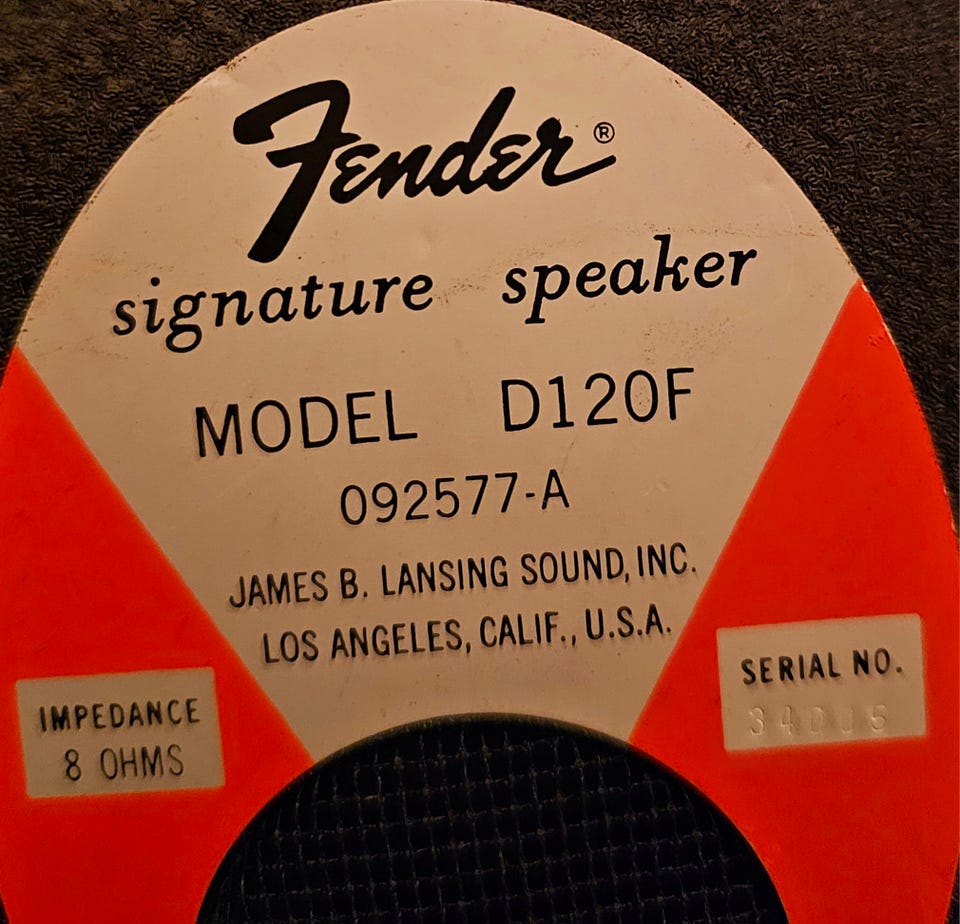 Fender®
signature speaker
MODEL D120F
092577-A
JAMES B. LANSING SOUND, INC.
LOS ANGELES, CALIF., U.S.A.
IMPEDANCE
8 OHMS
SERIAL NO.